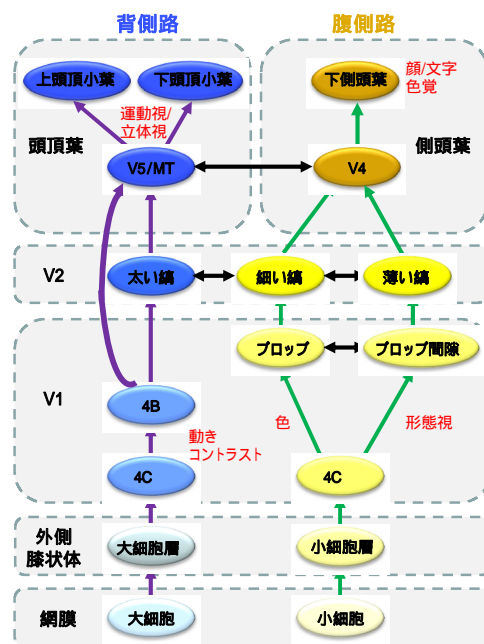 背側路
腹側路
上頭頂小葉
下頭頂小葉
下側頭葉
顔/文字
色覚
運動視/
立体視
頭頂葉
側頭葉
V5/MT
V4
V2
太い縞
細い縞
薄い縞
ブロップ
ブロップ間隙
V1
4B
色
形態視
動き
コントラスト
4C
4C
外側
膝状体
大細胞層
小細胞層
網膜
大細胞
小細胞